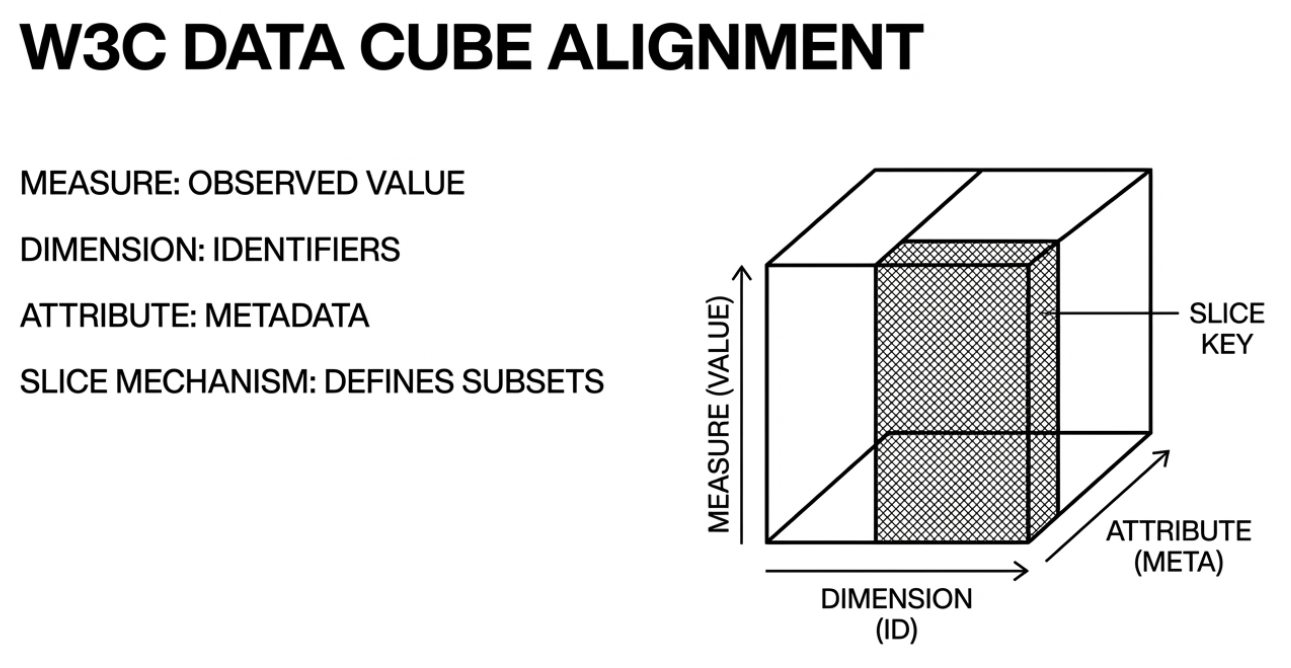 W3C DATA CUBE ALIGNMENT
MEASURE: OBSERVED VALUE
DIMENSION: IDENTIFIERS
ATTRIBUTE: METADATA
SLICE MECHANISM: DEFINES SUBSETS
MEASURE (VALUE)
SLICE
KEY
ATTRIBUTE
(META)
DIMENSION
(ID)